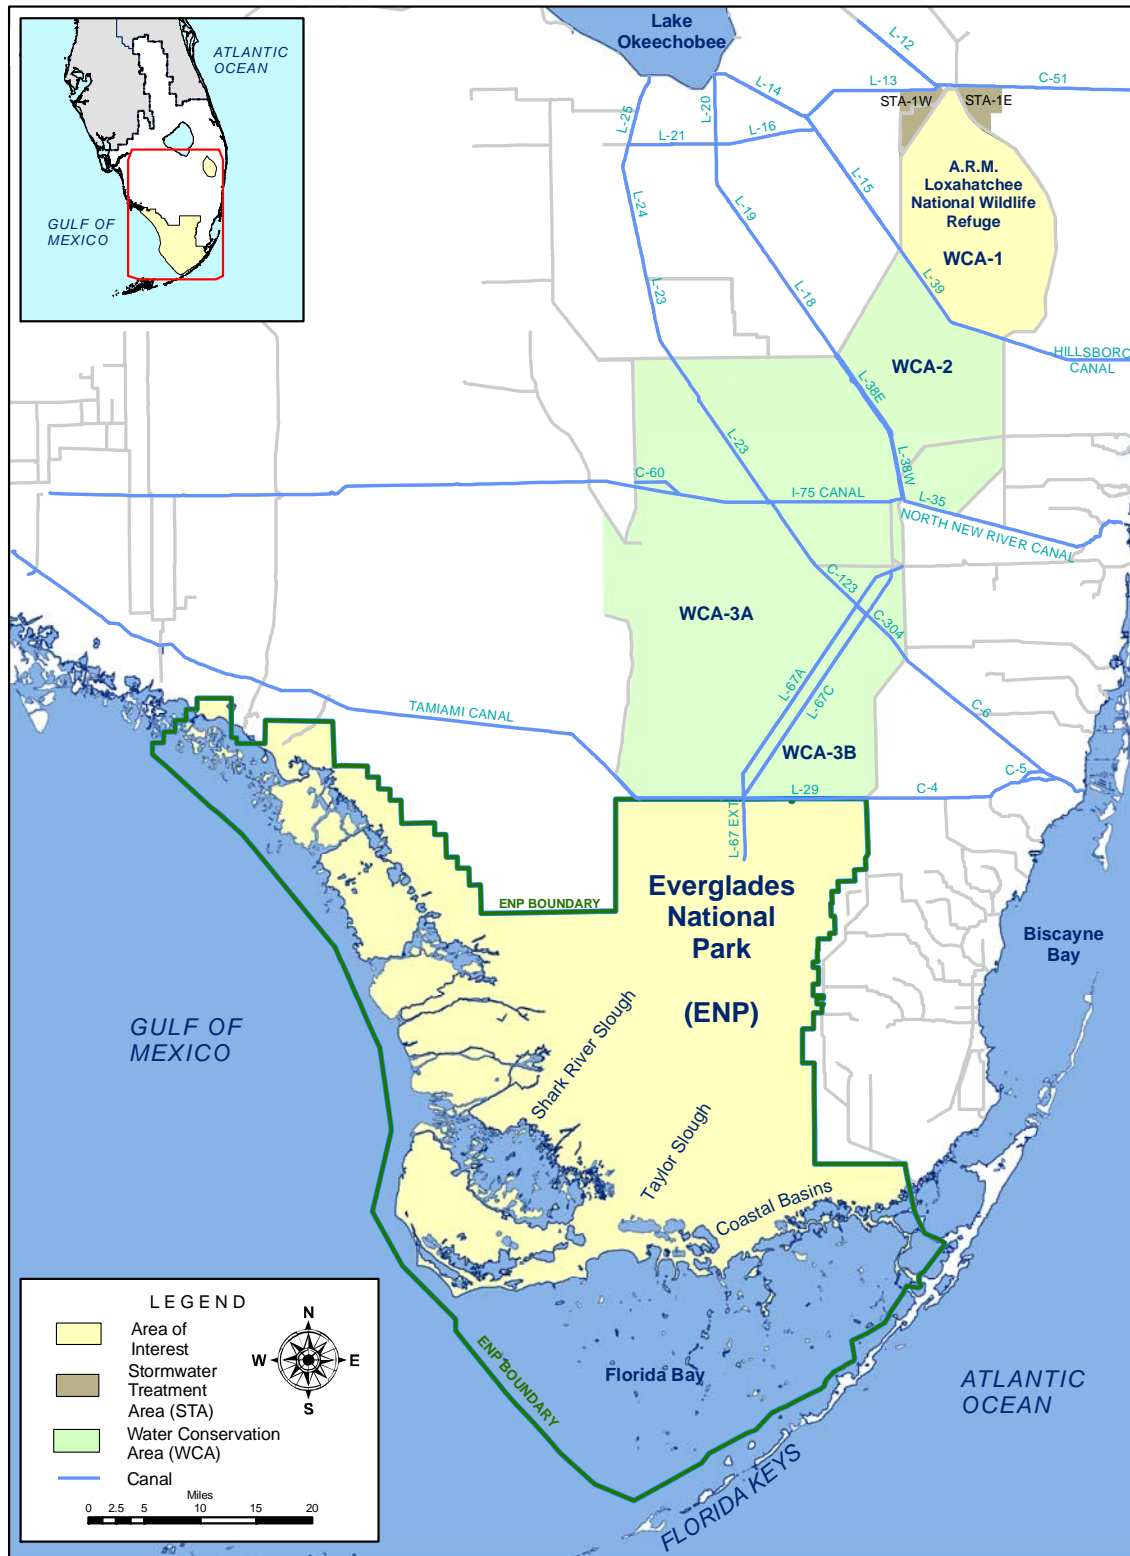 ATLANTIC
OCEAN
GULF OF
MEXICO
Lake
Okeechobee
L-12
L-13
C-51
L-14
L-20
L-25
L-21
L-16
STA-1W
STA-1E
A.R.M.
Loxahatchee
National Wildlife
Refuge
WCA-1
L-15
L-24
L-19
L-39
L-23
L-18
HILLSBORO
CANAL
WCA-2
L-38E
L-23
L-38W
C-60
I-75 CANAL
L-35
NORTH NEW RIVER CANAL
C-123
WCA-3A
C-304
L-67A
L-67C
C-6
TAMIAMI CANAL
WCA-3B
C-5
L-29
C-4
L-67 EXT
ENP BOUNDARY
Everglades
National
Park
(ENP)
Biscayne
Bay
GULF OF
MEXICO
Shark River Slough
Taylor Slough
Coastal Basins
ENP BOUNDARY
Florida Bay
ATLANTIC
OCEAN
FLORIDA KEYS
LEGEND
Area of
Interest
Stormwater
Treatment
Area (STA)
Water Conservation
Area (WCA)
Canal
N
W
E
S
Miles
0 2.5 5 10 15 20